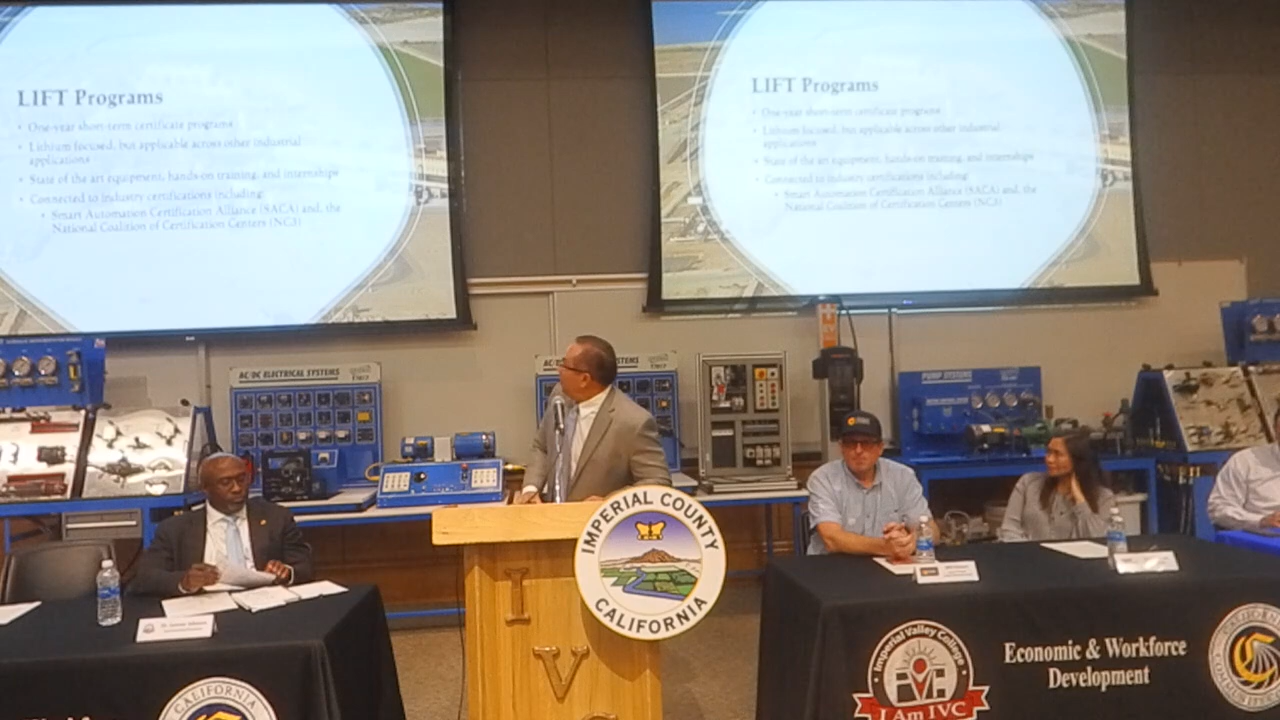 LIFT Programs
• One-year short-term certificate programs
• Lithium focused, but applicable across other industrial
applications
• State of the art equipment, hands-on training, and internships
• Connected to industry certifications including:
• Smart Automation Certification Alliance (SACA) and, the
National Coalition of Certification Centers (NC3)
LIFT Programs
• One-year short-term certificate programs
• Lithium focused, but applicable across other industrial
applications
• State of the art equipment, hands-on training, and internships
• Connected to industry certifications including:
• Smart Automation Certification Alliance (SACA) and, the
National Coalition of Certification Centers (NC3)
AC/DC ELECTRICAL SYSTEMS
SYSTEMS
PUMP SYSTEMS
IMPERIAL COUNTY
CALIFORNIA
I
V
C
Imperial Valley College
IVC
I Am IVC
Economic & Workforce
Development
CALIFORNIA